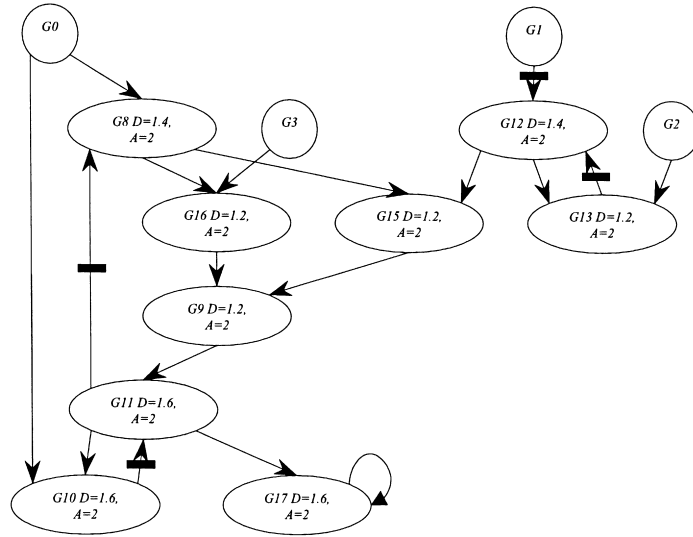 G0
G1
G8 D=1.4,
A=2
G3
G12 D=1.4,
A=2
G2
G16 D=1.2,
A=2
G15 D=1.2,
A=2
G13 D=1.2,
A=2
G9 D=1.2,
A=2
G11 D=1.6,
A=2
G10 D=1.6,
A=2
G17 D=1.6,
A=2